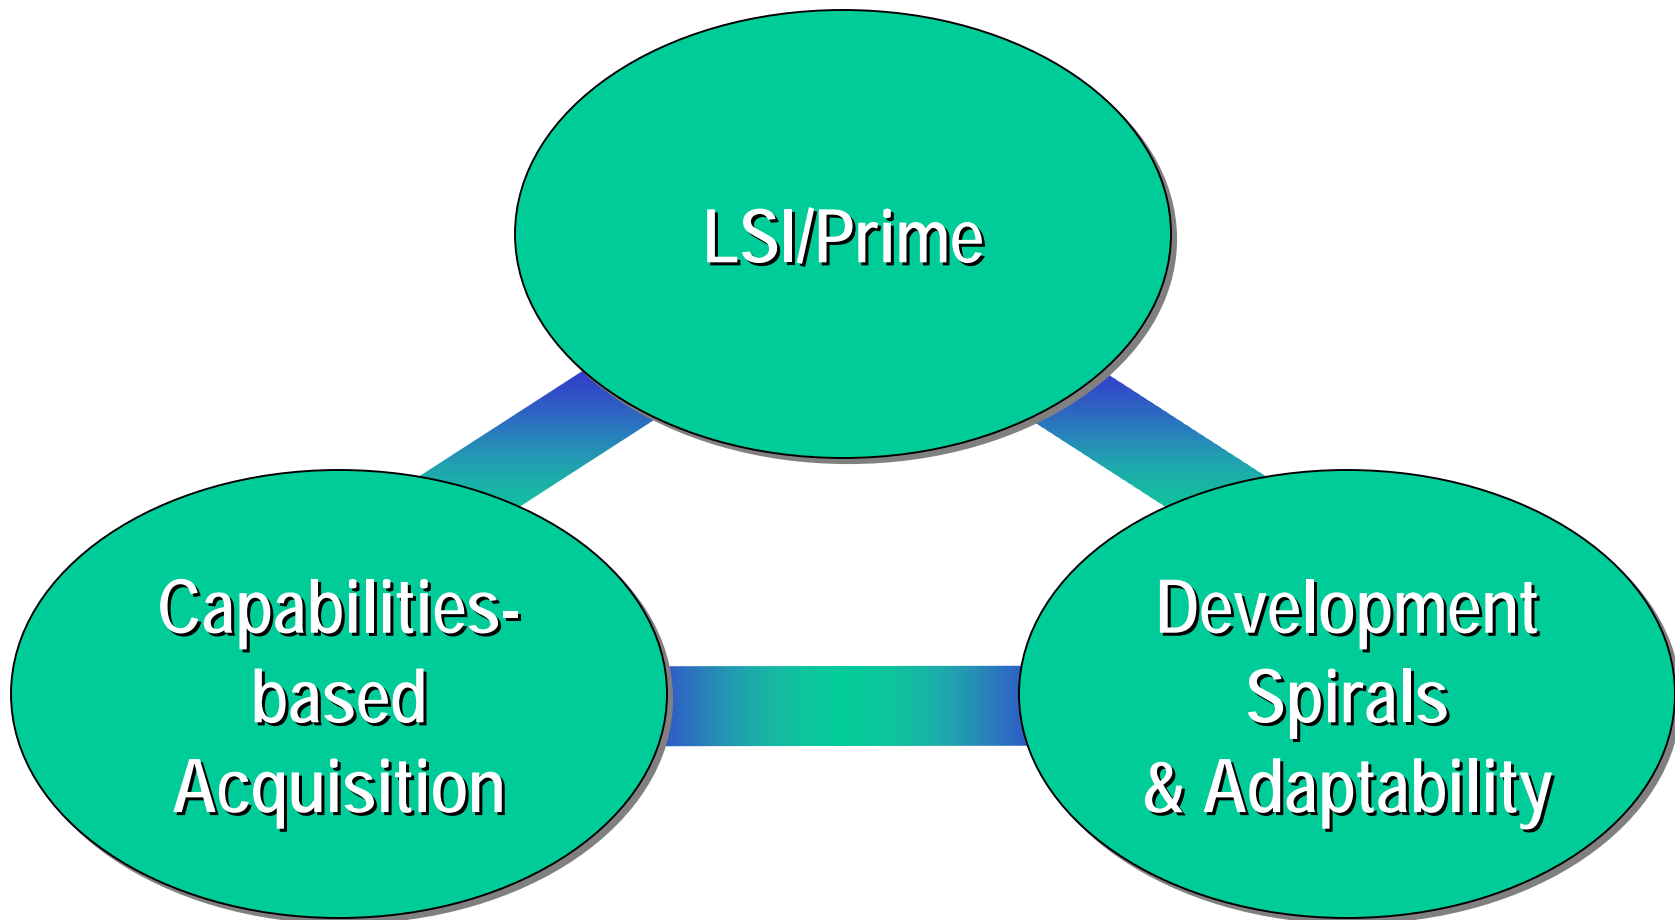 LSI/Prime
Capabilities-
based
Acquisition
Development
Spirals
& Adaptability